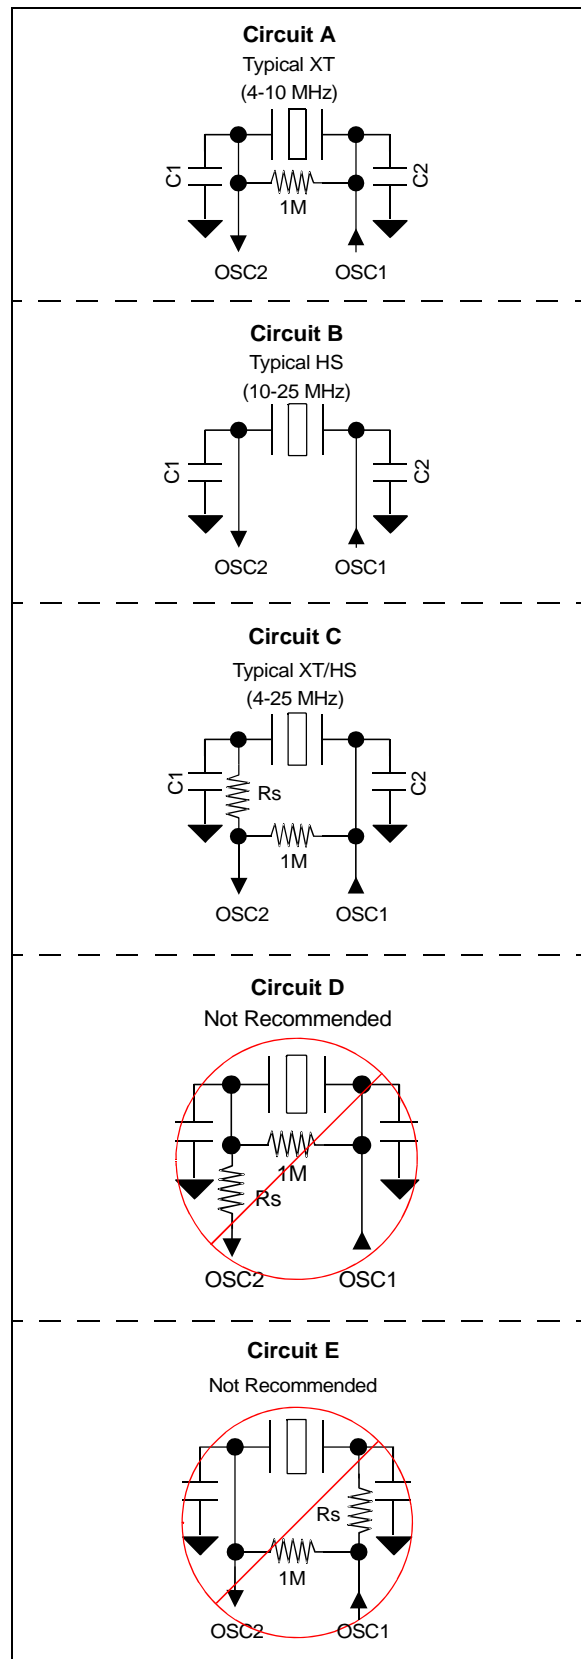 Circuit A
Typical XT
(4-10 MHz)
C1
C2
1M
OSC2
OSC1
Circuit B
Typical HS
(10-25 MHz)
C1
C2
OSC2
OSC1
Circuit C
Typical XT/HS
(4-25 MHz)
C1
Rs
C2
1M
OSC2
OSC1
Circuit D
Not Recommended
1M
Rs
OSC2
OSC1
Circuit E
Not Recommended
Rs
1M
OSC2
OSC1